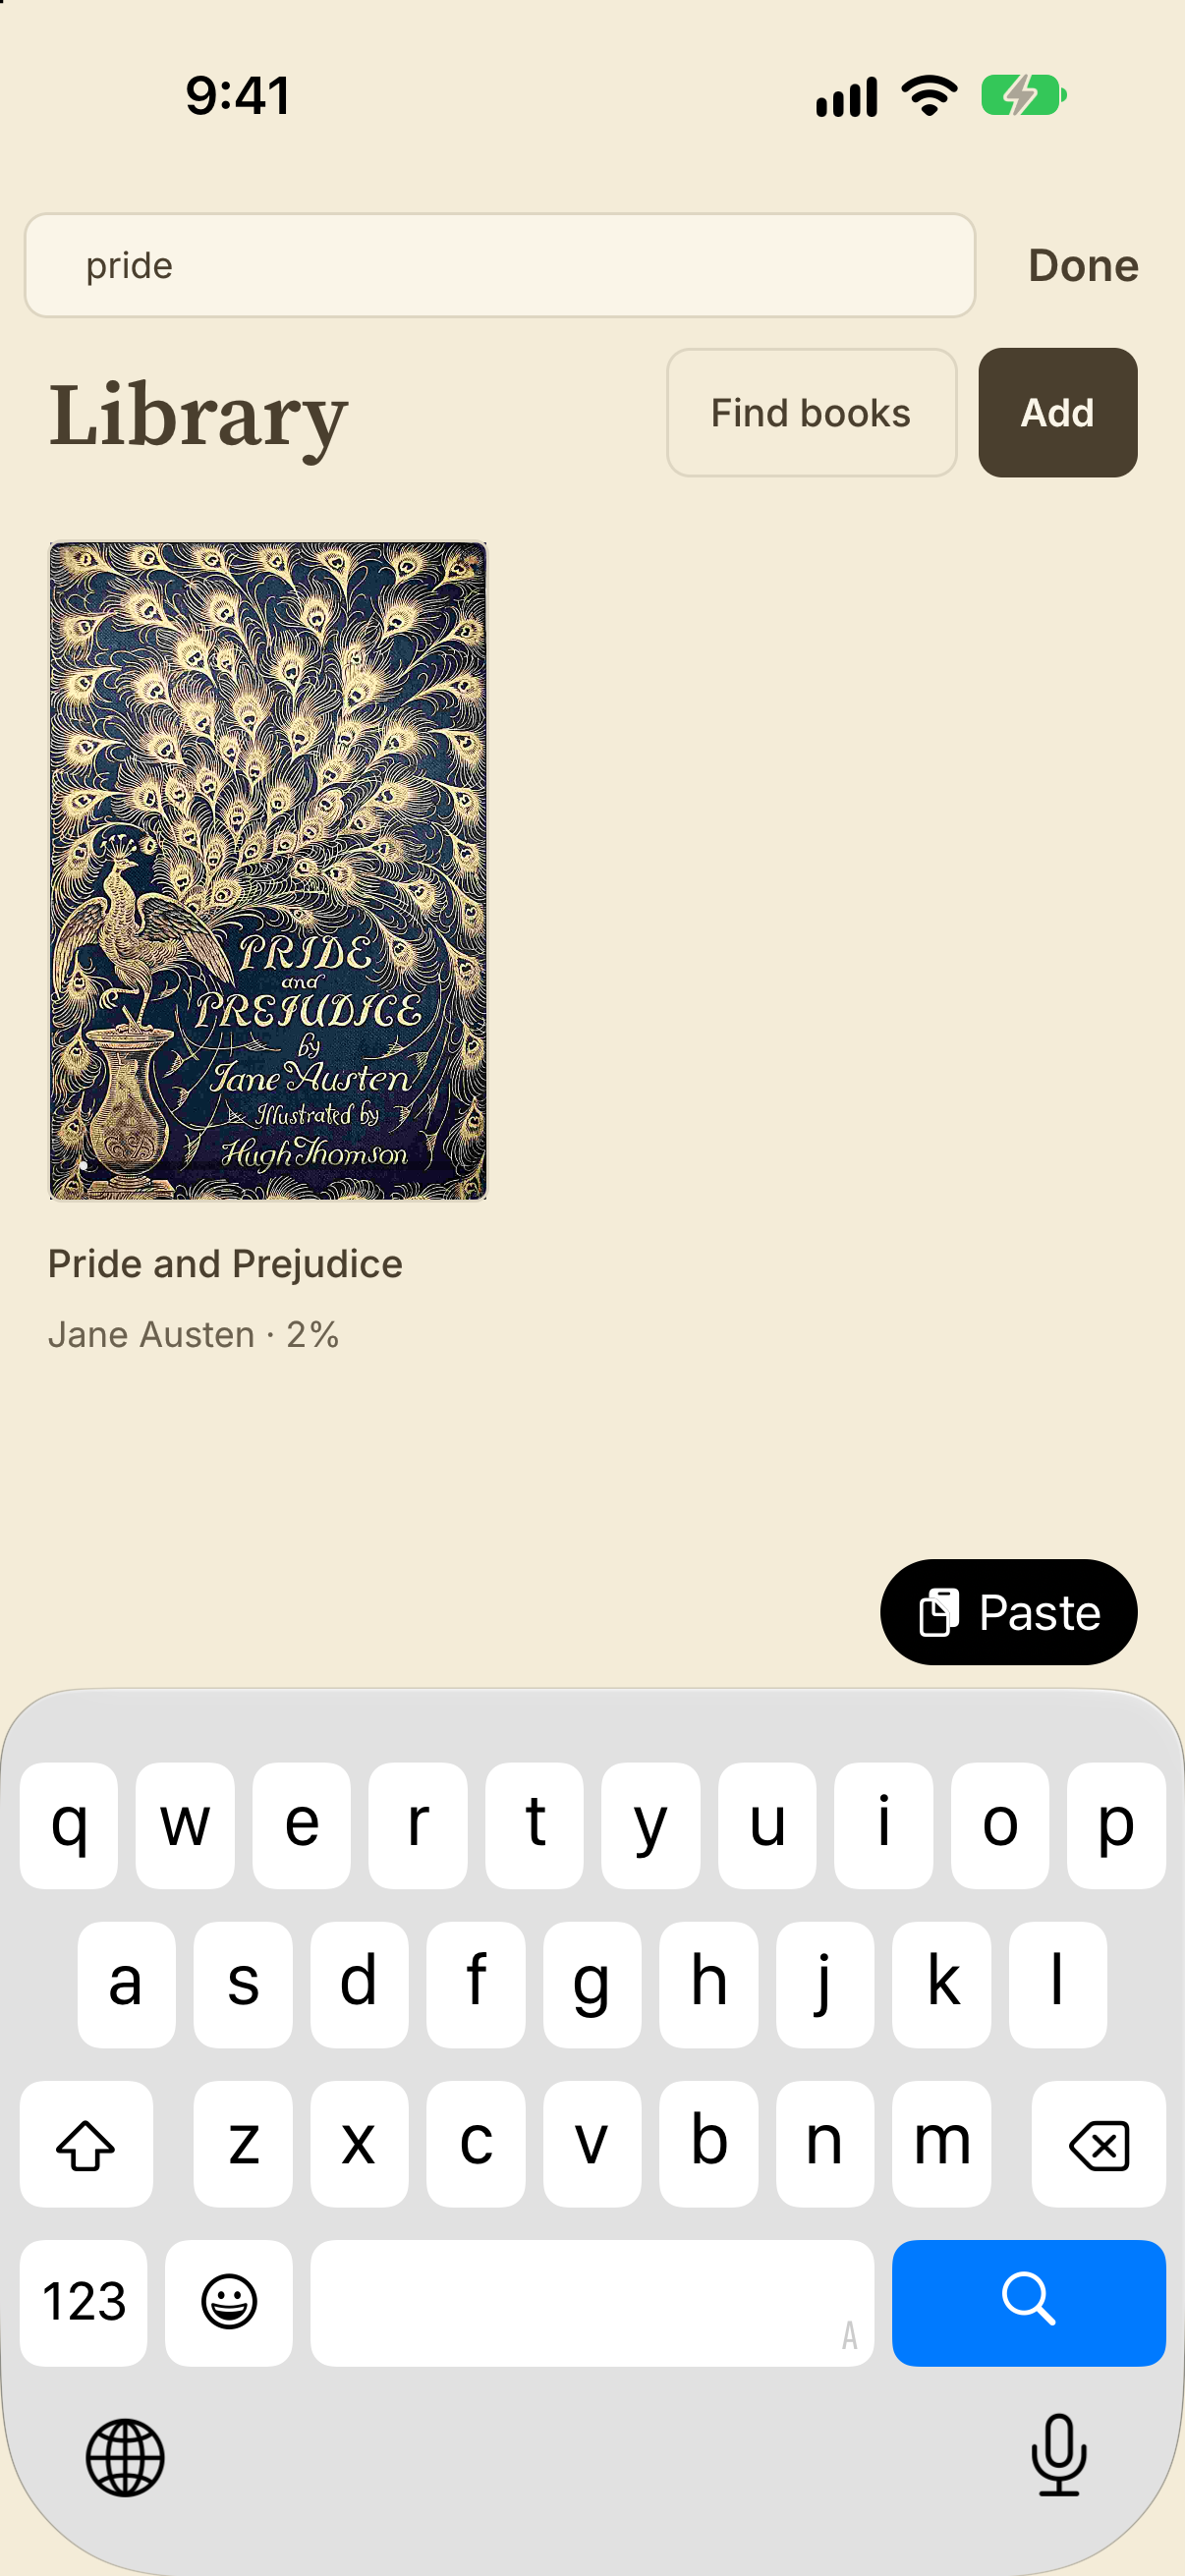 9:41
pride
Done
Library
Find books
Add
PRIDE
and
PREJUDICE
by
Jane Austen
Illustrated by
Hugh Thomson
Pride and Prejudice
Jane Austen · 2%
Paste
q w e r t y u i o p
a s d f g h j k l
z x c v b n m
123
A